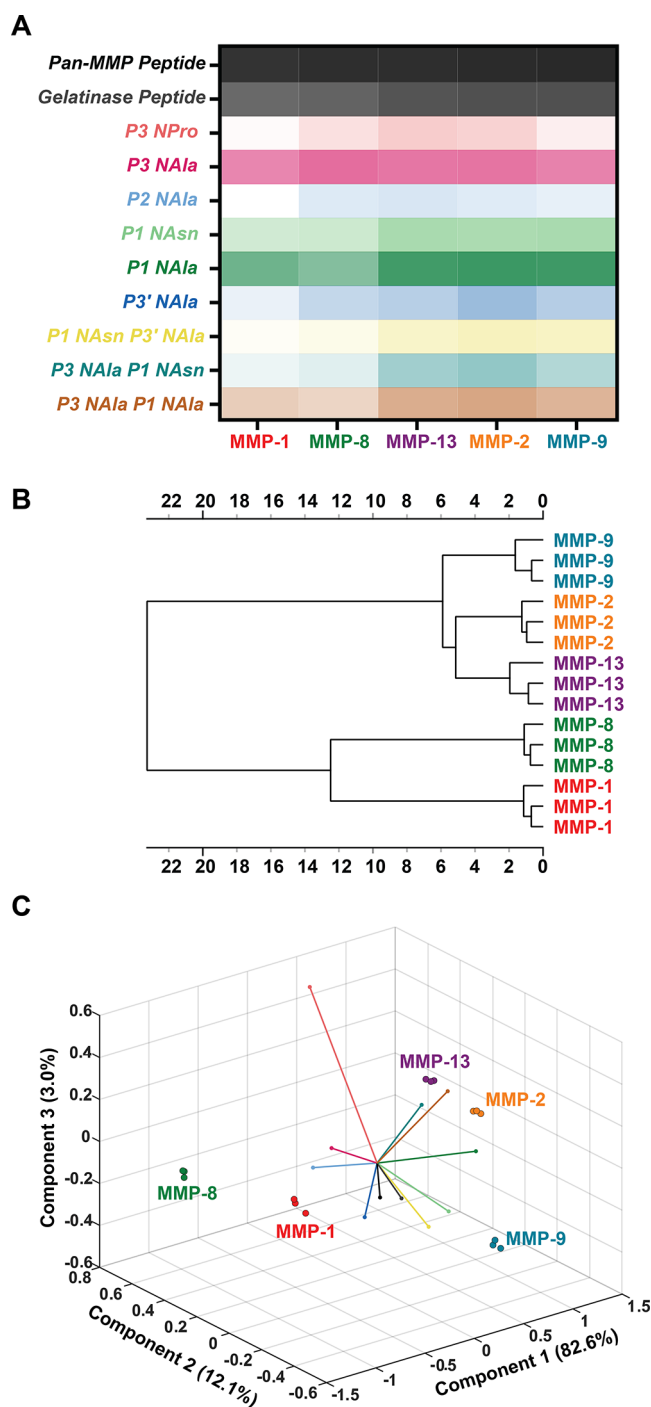 A
Pan-MMP Peptide
Gelatinase Peptide
P3 NPro
P3 NAla
P2 NAla
P1 NAsn
P1 NAla
P3' NAla
P1 NAsn P3' NAla
P3 NAla P1 NAsn
P3 NAla P1 NAla
MMP-1 MMP-8 MMP-13 MMP-2 MMP-9
B
22 20 18 16 14 12 10 8 6 4 2 0
MMP-9
MMP-9
MMP-9
MMP-2
MMP-2
MMP-2
MMP-13
MMP-13
MMP-13
MMP-8
MMP-8
MMP-8
MMP-1
MMP-1
MMP-1
22 20 18 16 14 12 10 8 6 4 2 0
C
Component 3 (3.0%)
0.6
0.4
0.2
0
-0.2
-0.4
-0.6
MMP-13
MMP-2
MMP-8
MMP-1
MMP-9
0.8
0.6
0.4
0.2
0
-0.2
-0.4
-0.6
Component 2 (12.1%)
-1.5
-1
-0.5
0
0.5
1
1.5
Component 1 (82.6%)